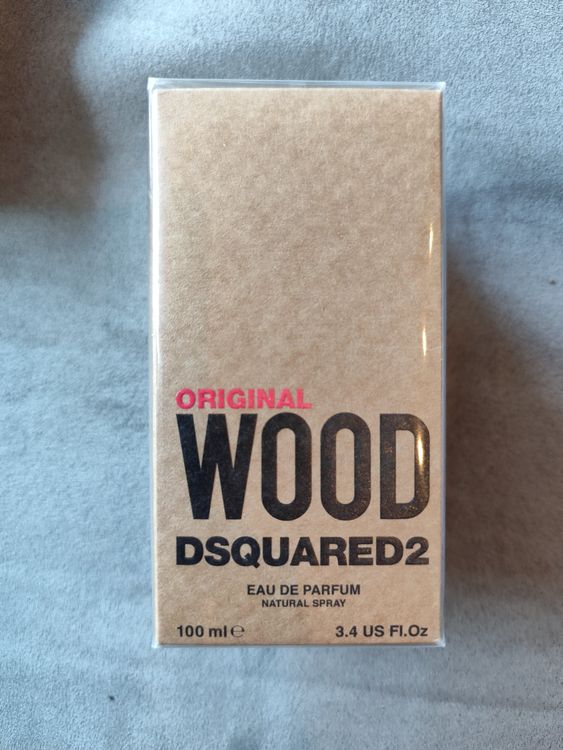 ORIGINAL
WOOD
DSQUARED2
EAU DE PARFUM
NATURAL SPRAY
100 ml ℮ 3.4 US Fl.Oz